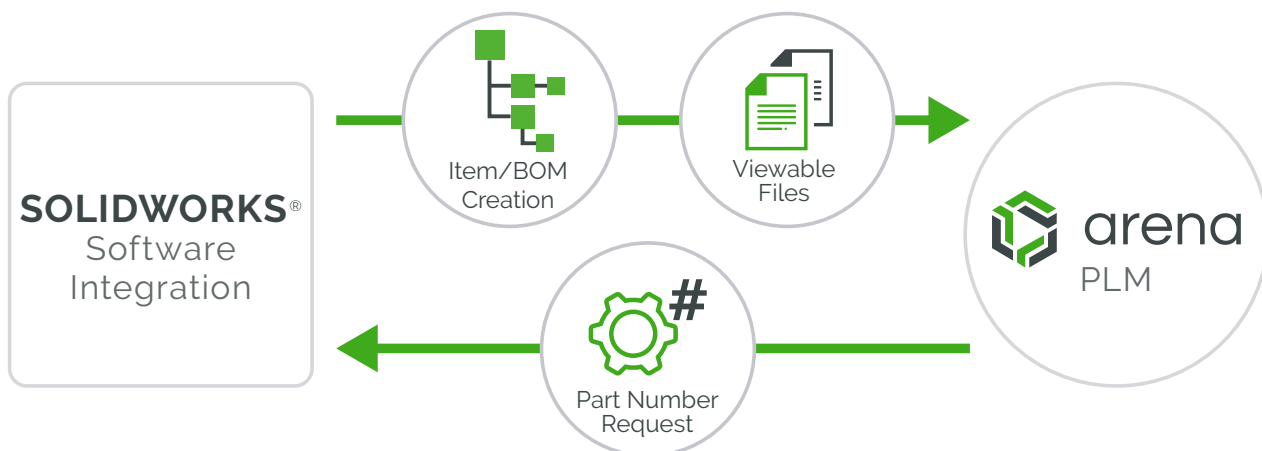 SOLIDWORKS®
Software
Integration
Item/BOM
Creation
Viewable
Files
arena
PLM
#
Part Number
Request